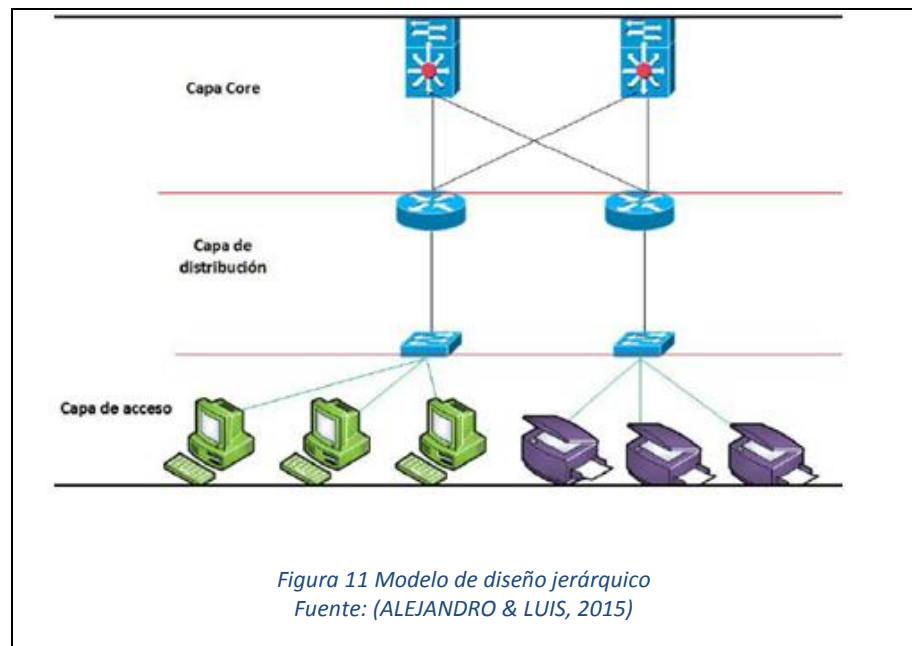 Capa Core
Capa de
distribución
Capa de acceso
Figura 11 Modelo de diseño jerárquico
Fuente: (ALEJANDRO & LUIS, 2015)